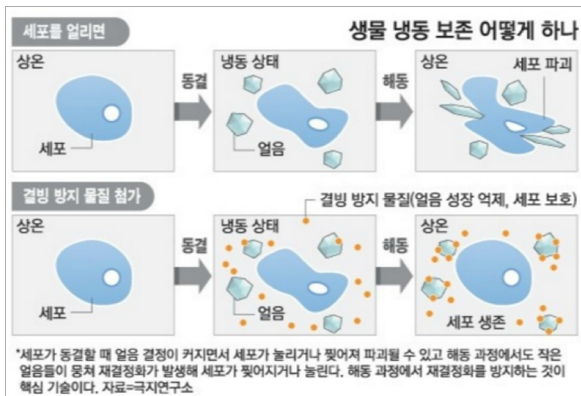 세포를 얼리면
생물 냉동 보존 어떻게 하나
상온
동결
냉동 상태
해동
상온
세포 파괴
세포
얼음
결빙 방지 물질 첨가
결빙 방지 물질(얼음 성장 억제, 세포 보호)
상온
동결
냉동 상태
해동
상온
세포
얼음
세포 생존
*세포가 동결할 때 얼음 결정이 커지면서 세포가 눌리거나 찢어져 파괴될 수 있고 해동 과정에서도 작은
얼음들이 뭉쳐 재결정화가 발생해 세포가 찢어지거나 눌린다. 해동 과정에서 재결정화를 방지하는 것이
핵심 기술이다. 자료=극지연구소